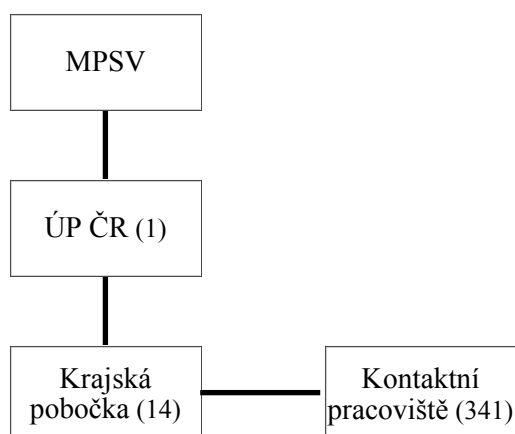 MPSV
ÚP ČR (1)
Krajská
pobočka (14)
Kontaktní
pracoviště (341)